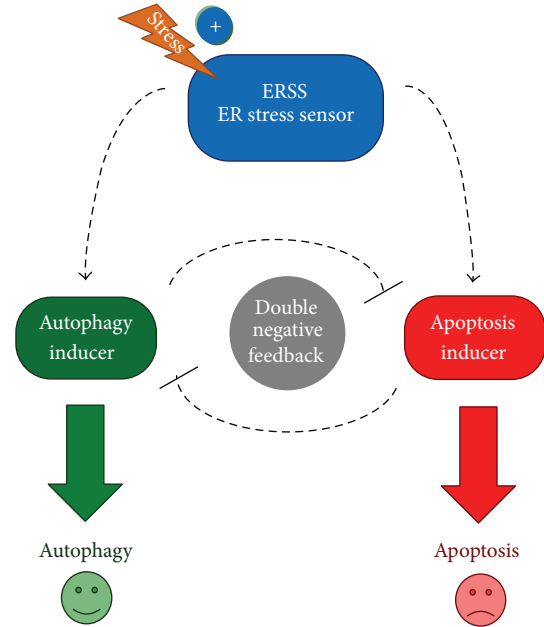 Stress
+
ERSS
ER stress sensor
Double
negative
feedback
Autophagy
inducer
Apoptosis
inducer
Autophagy
Apoptosis